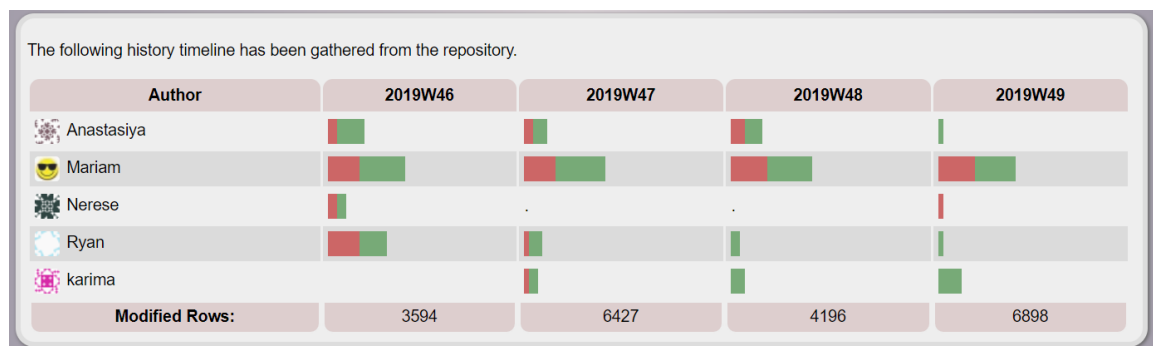 The following history timeline has been gathered from the repository.
Author 2019W46 2019W47 2019W48 2019W49
Anastasiya
Mariam
Nerese . .
Ryan
karima
Modified Rows: 3594 6427 4196 6898